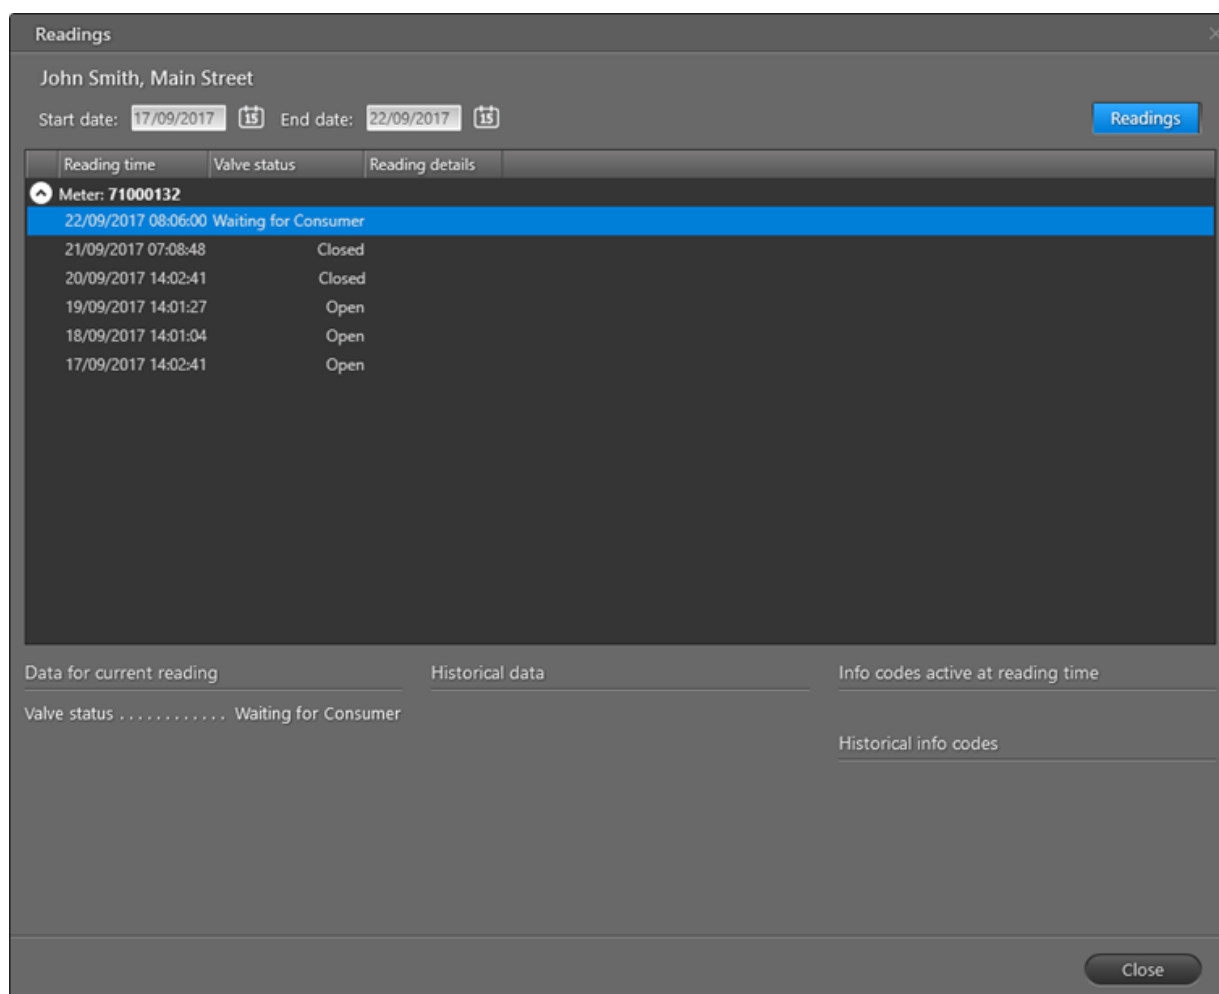 Readings
John Smith, Main Street
Start date: 17/09/2017 15 End date: 22/09/2017 15 Readings
Reading time Valve status Reading details
Meter: 71000132
22/09/2017 08:06:00 Waiting for Consumer
21/09/2017 07:08:48 Closed
20/09/2017 14:02:41 Closed
19/09/2017 14:01:27 Open
18/09/2017 14:01:04 Open
17/09/2017 14:02:41 Open
Data for current reading Historical data Info codes active at reading time
Valve status . . . . . . . . . . . . Waiting for Consumer
Historical info codes
Close